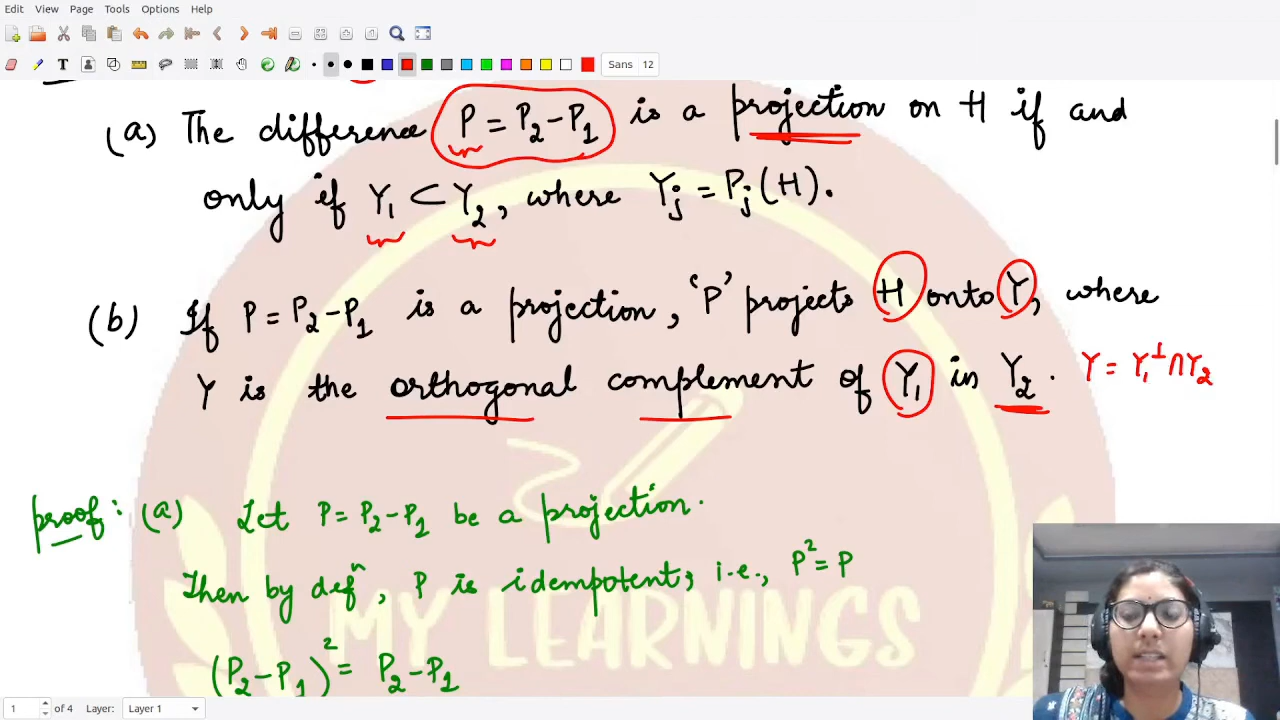 Edit View Page Tools Options Help
Sans 12
(a) The difference P = P₂ - P₁ is a projection on H if and
only if Y₁ ⊂ Y₂, where Yⱼ = Pⱼ(H).
(b) If P = P₂ - P₁ is a projection, 'P' projects H onto Y, where
Y is the orthogonal complement of Y₁ in Y₂. Y = Y₁^⊥ ∩ Y₂
proof: (a) Let P = P₂ - P₁ be a projection.
Then by defⁿ, P is idempotent, i.e., P² = P
(P₂ - P₁)² = P₂ - P₁
MY LEARNINGS
1 of 4 Layer: Layer 1